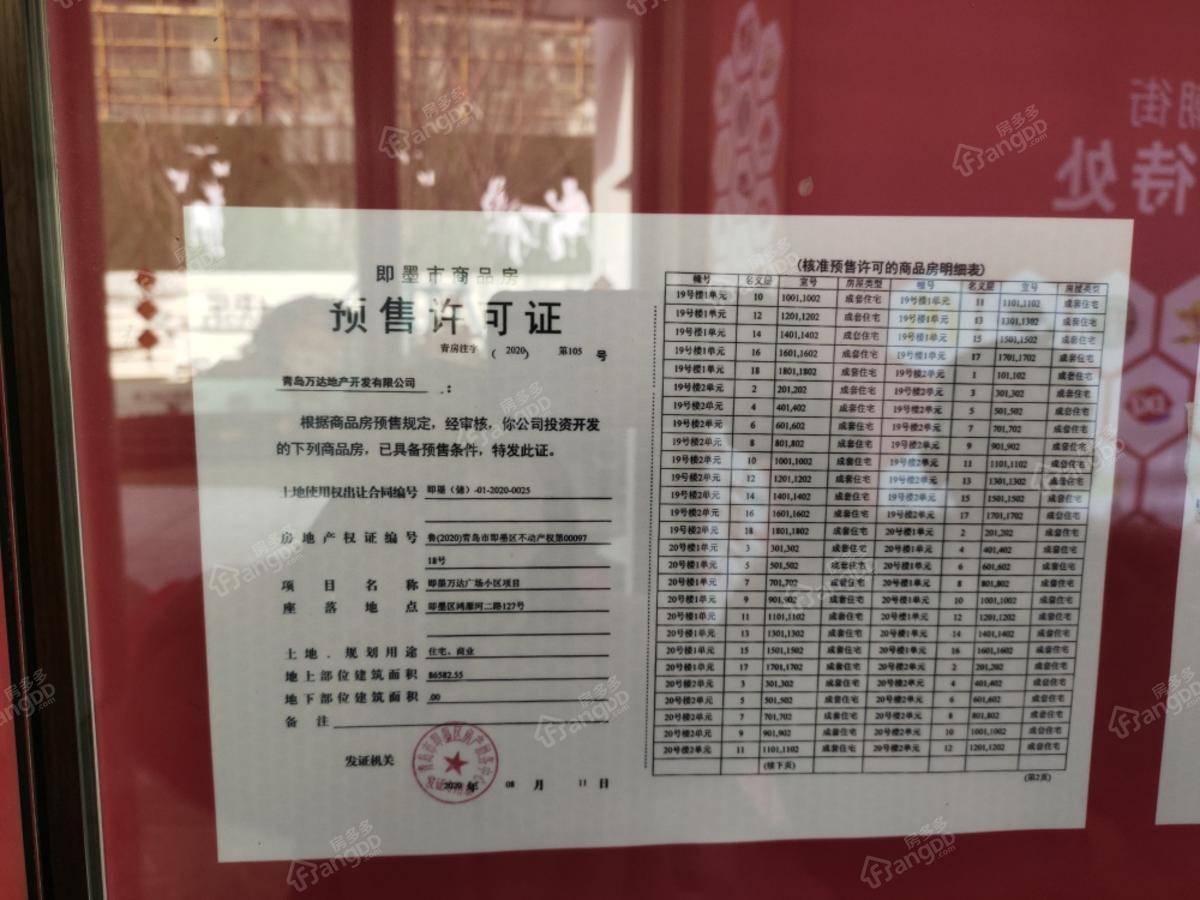 即墨市商品房
预售许可证
青房注字 ( 2020) 第105 号
青岛万达地产开发有限公司 :
根据商品房预售规定，经审核，你公司投资开发
的下列商品房，已具备预售条件，特发此证。
土地使用权出让合同编号 即墨（储）-01-2020-0025
房地产权证编号 鲁(2020)青岛市即墨区不动产权第00097
18号
项目名称 即墨万达广场小区项目
座落地点 即墨区鸿雁河二路127号
土地、规划用途 住宅、商业
地上部位建筑面积 86582.55
地下部位建筑面积 .00
备注
发证机关
2020 年 08 月 11 日
(核准预售许可的商品房明细表)
幢号 名义层 室号 房屋类型 幢号 名义层 室号 房屋类型
19号楼1单元 10 1001,1002 成套住宅 19号楼1单元 11 1101,1102 成套住宅
19号楼1单元 12 1201,1202 成套住宅 19号楼1单元 13 1301,1302 成套住宅
19号楼1单元 14 1401,1402 成套住宅 19号楼1单元 15 1501,1502 成套住宅
19号楼1单元 16 1601,1602 成套住宅 19号楼1单元 17 1701,1702 成套住宅
19号楼1单元 18 1801,1802 成套住宅 19号楼2单元 1 101,102 成套住宅
19号楼2单元 2 201,202 成套住宅 19号楼2单元 3 301,302 成套住宅
19号楼2单元 4 401,402 成套住宅 19号楼2单元 5 501,502 成套住宅
19号楼2单元 6 601,602 成套住宅 19号楼2单元 7 701,702 成套住宅
19号楼2单元 8 801,802 成套住宅 19号楼2单元 9 901,902 成套住宅
19号楼2单元 10 1001,1002 成套住宅 19号楼2单元 11 1101,1102 成套住宅
19号楼2单元 12 1201,1202 成套住宅 19号楼2单元 13 1301,1302 成套住宅
19号楼2单元 14 1401,1402 成套住宅 19号楼2单元 15 1501,1502 成套住宅
19号楼2单元 16 1601,1602 成套住宅 19号楼2单元 17 1701,1702 成套住宅
19号楼2单元 18 1801,1802 成套住宅 20号楼1单元 2 201,202 成套住宅
20号楼1单元 3 301,302 成套住宅 20号楼1单元 4 401,402 成套住宅
20号楼1单元 5 501,502 成套住宅 20号楼1单元 6 601,602 成套住宅
20号楼1单元 7 701,702 成套住宅 20号楼1单元 8 801,802 成套住宅
20号楼1单元 9 901,902 成套住宅 20号楼1单元 10 1001,1002 成套住宅
20号楼1单元 11 1101,1102 成套住宅 20号楼1单元 12 1201,1202 成套住宅
20号楼1单元 13 1301,1302 成套住宅 20号楼1单元 14 1401,1402 成套住宅
20号楼1单元 15 1501,1502 成套住宅 20号楼1单元 16 1601,1602 成套住宅
20号楼1单元 17 1701,1702 成套住宅 20号楼2单元 2 201,202 成套住宅
20号楼2单元 3 301,302 成套住宅 20号楼2单元 4 401,402 成套住宅
20号楼2单元 5 501,502 成套住宅 20号楼2单元 6 601,602 成套住宅
20号楼2单元 7 701,702 成套住宅 20号楼2单元 8 801,802 成套住宅
20号楼2单元 9 901,902 成套住宅 20号楼2单元 10 1001,1002 成套住宅
20号楼2单元 11 1101,1102 成套住宅 20号楼2单元 12 1201,1202 成套住宅
(接下页)
(第2页)
房多多
FangDD